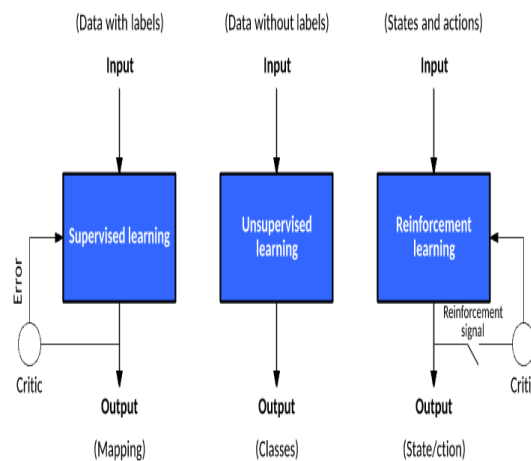 (Data with labels)
Input
Supervised learning
Error
Critic
Output
(Mapping)
(Data without labels)
Input
Unsupervised
learning
Output
(Classes)
(States and actions)
Input
Reinforcement
learning
Reinforcement
signal
Criti
Output
(State/ction)